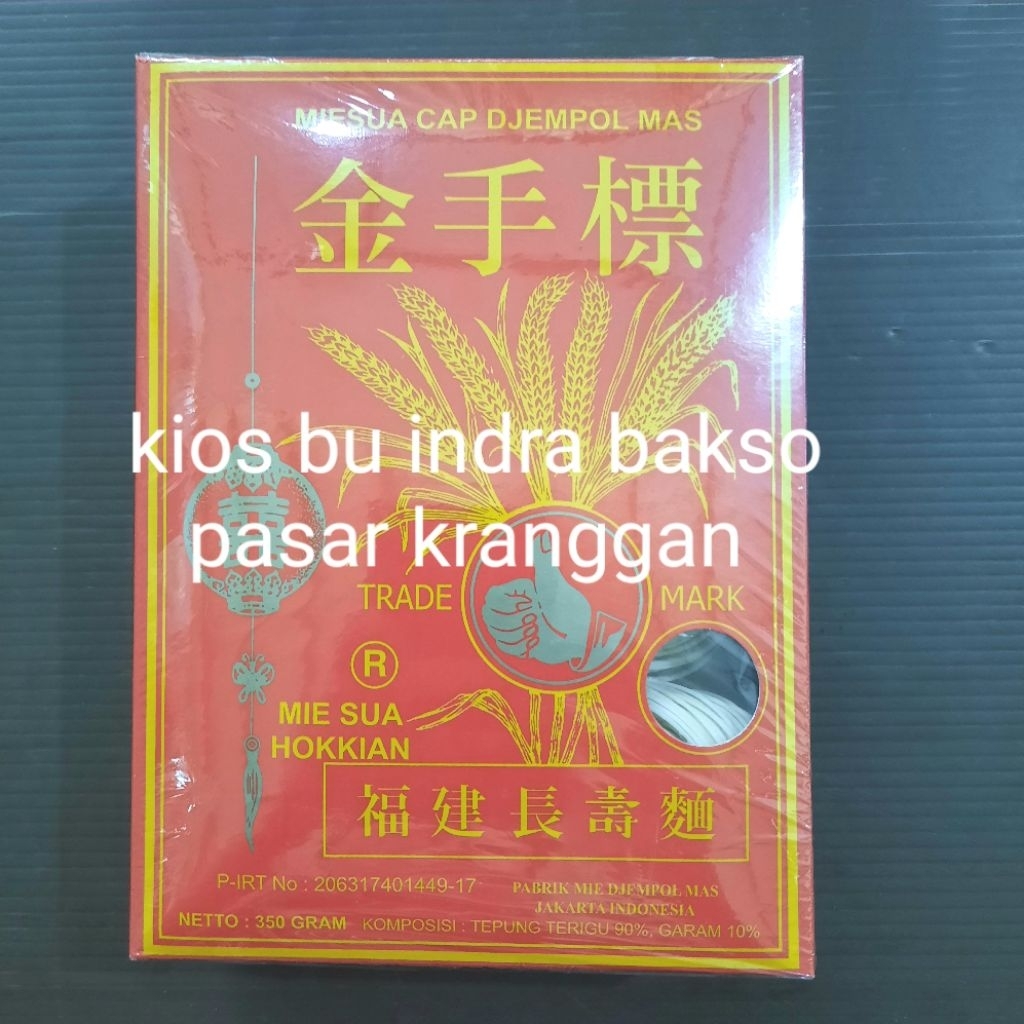 MIESUA CAP DJEMPOL MAS
金手標
kios bu indra bakso
pasar kranggan
囍
TRADE MARK
R
MIE SUA
HOKKIAN
福建長壽麵
P-IRT No : 206317401449-17
PABRIK MIE DJEMPOL MAS
JAKARTA INDONESIA
NETTO : 350 GRAM
KOMPOSISI : TEPUNG TERIGU 90%, GARAM 10%